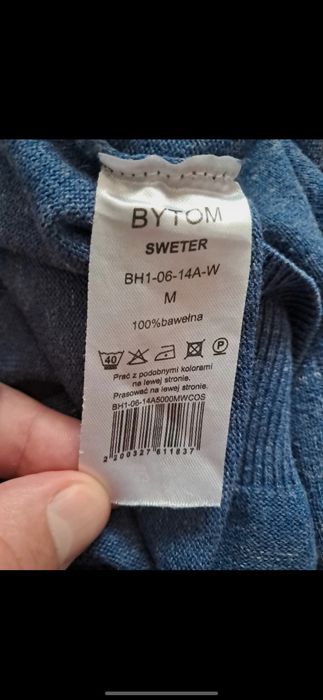 BYTOM
SWETER
BH1-06-14A-W
M
100%bawełna
40 P
Prać z podobnymi kolorami
na lewej stronie.
Prasować na lewej stronie.
BH1-06-14A5000MWCOS
2 200327 611837